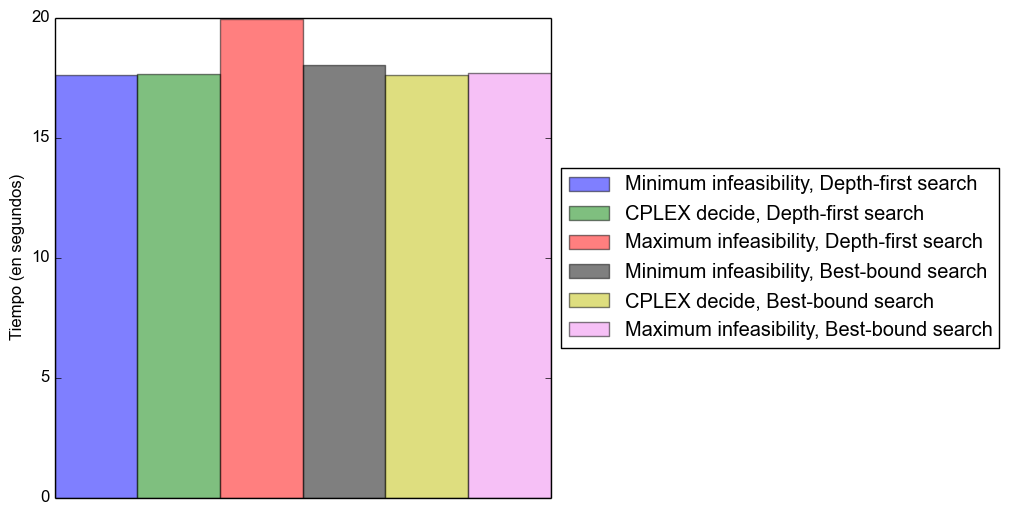 20
15
10
5
0
Tiempo (en segundos)
Minimum infeasibility, Depth-first search
CPLEX decide, Depth-first search
Maximum infeasibility, Depth-first search
Minimum infeasibility, Best-bound search
CPLEX decide, Best-bound search
Maximum infeasibility, Best-bound search